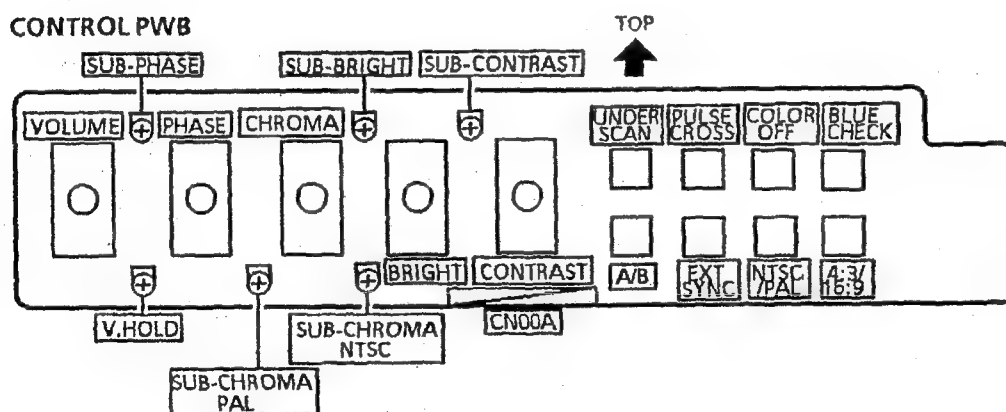 CONTROL PWB
TOP
SUB-PHASE
SUB-BRIGHT
SUB-CONTRAST
VOLUME
PHASE
CHROMA
UNDER
SCAN
PULSE
CROSS
COLOR
OFF
BLUE
CHECK
BRIGHT
CONTRAST
A/B
EXT
SYNC
NTSC
/PAL
4:3/
16:9
V.HOLD
SUB-CHROMA
NTSC
CN00A
SUB-CHROMA
PAL